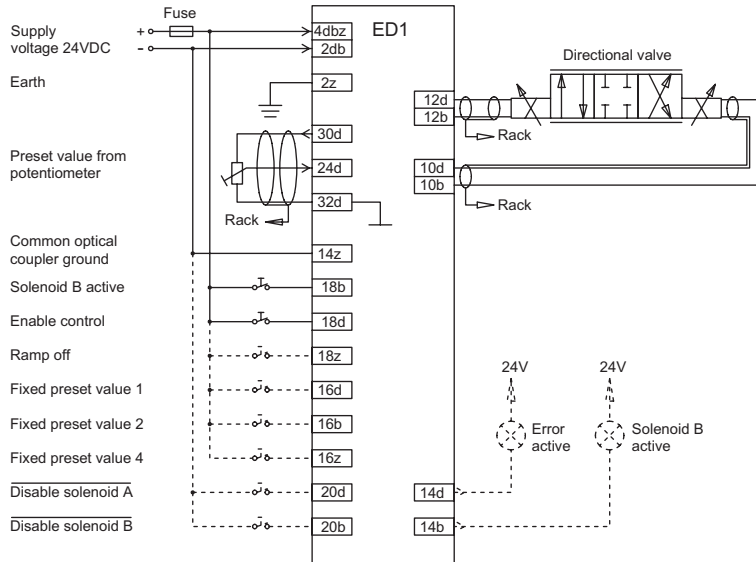 Fuse
Supply
voltage 24VDC
+
-
4dbz
2db
ED1
Earth
2z
Directional valve
12d
12b
Rack
30d
Preset value from
potentiometer
24d
32d
Rack
10d
10b
Rack
Common optical
coupler ground
14z
Solenoid B active
18b
Enable control
18d
Ramp off
18z
Fixed preset value 1
16d
Fixed preset value 2
16b
Fixed preset value 4
16z
24V
24V
Error
active
Solenoid B
active
Disable solenoid A
20d
14d
Disable solenoid B
20b
14b